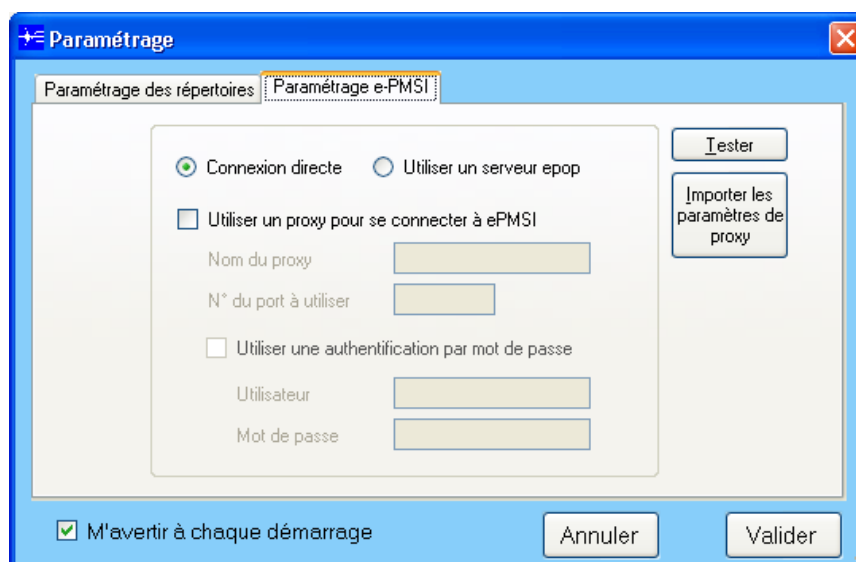 Paramétrage
Paramétrage des répertoires
Paramétrage e-PMSI
Connexion directe
Utiliser un serveur epop
Tester
Importer les
paramètres de
proxy
Utiliser un proxy pour se connecter à ePMSI
Nom du proxy
N° du port à utiliser
Utiliser une authentification par mot de passe
Utilisateur
Mot de passe
M'avertir à chaque démarrage
Annuler
Valider